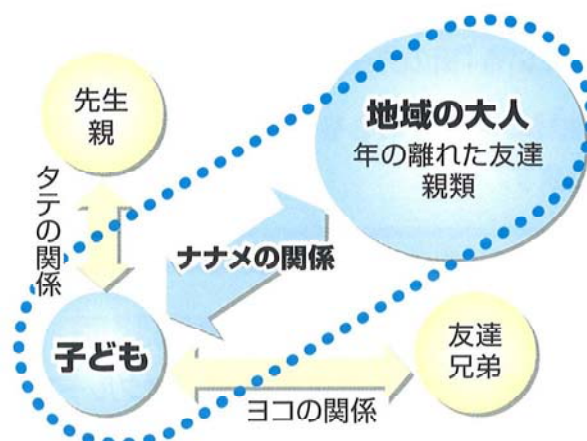 先生
親
地域の大人
年の離れた友達
親類
タテの関係
ナナメの関係
子ども
友達
兄弟
ヨコの関係